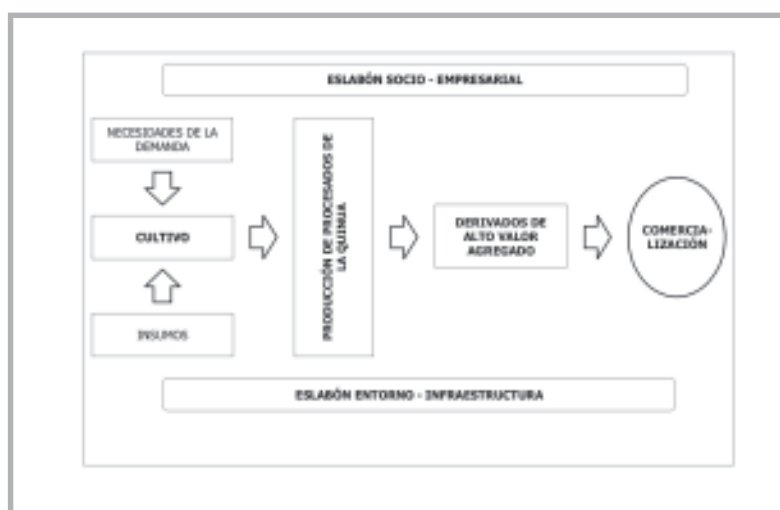 ESLABÓN SOCIO - EMPRESARIAL
NECESIDADES DE LA
DEMANDA
CULTIVO
INSUMOS
PRODUCCIÓN DE PROCESADOS DE
LA QUINUA
DERIVADOS DE
ALTO VALOR
AGREGADO
COMERCIA-
LIZACIÓN
ESLABÓN ENTORNO - INFRAESTRUCTURA